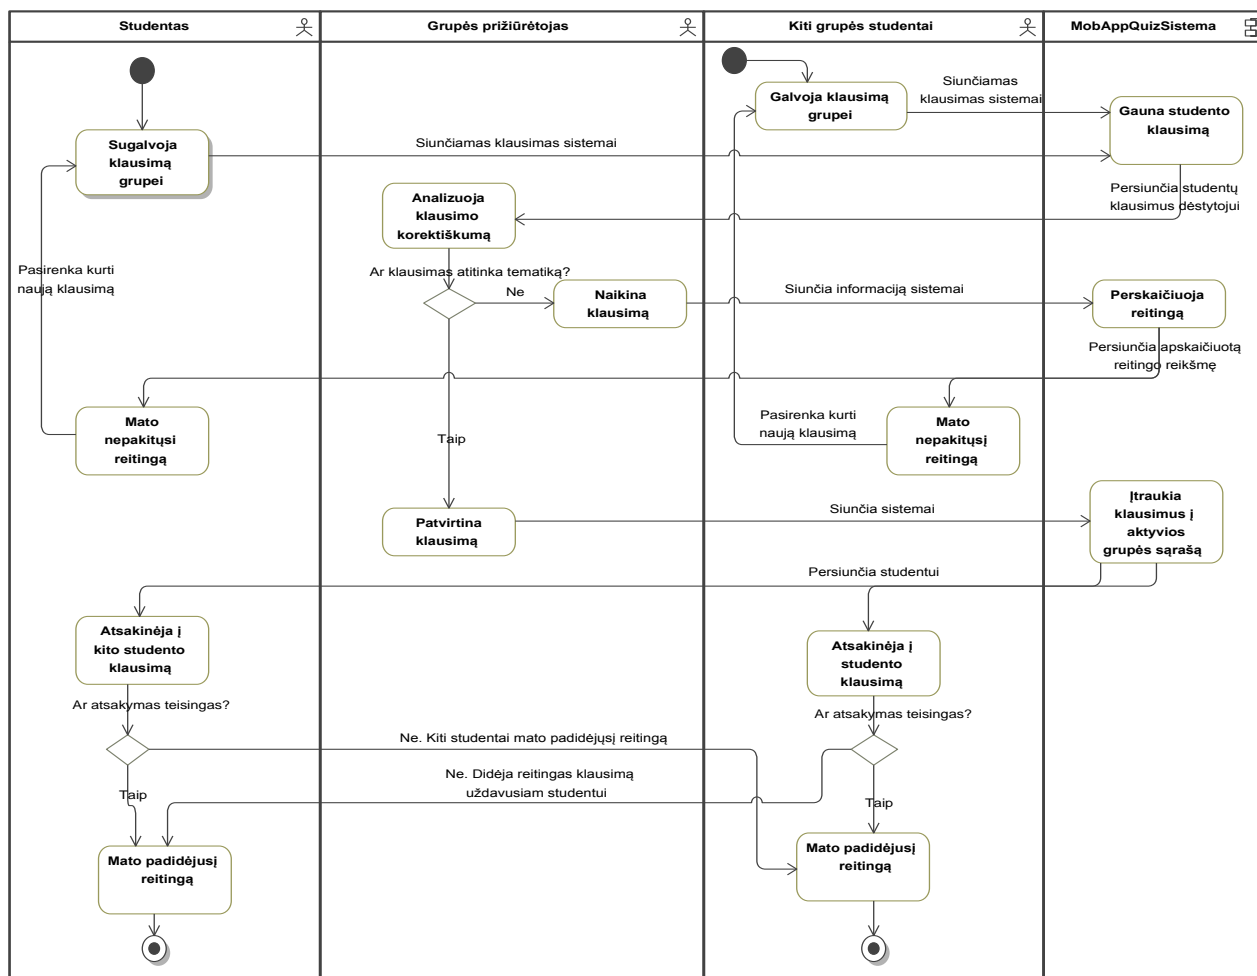 Studentas
Grupės prižiūrėtojas
Kiti grupės studentai
MobAppQuizSistema
Galvoja klausimą
grupei
Siunčiamas
klausimas sistemai
Gauna studento
klausimą
Sugalvoja
klausimą
grupei
Siunčiamas klausimas sistemai
Persiunčia studentų
klausimus dėstytojui
Analizuoja
klausimo
korektiškumą
Pasirenka kurti
naują klausimą
Ar klausimas atitinka tematiką?
Ne
Naikina
klausimą
Siunčia informaciją sistemai
Perskaičiuoja
reitingą
Persiunčia apskaičiuotą
reitingo reikšmę
Mato
nepakitųsi
reitingą
Taip
Pasirenka kurti
naują klausimą
Mato
nepakitųsį
reitingą
Patvirtina
klausimą
Siunčia sistemai
Įtraukia
klausimus į
aktyvios
grupės sąrašą
Persiunčia studentui
Atsakinėja į
kito studento
klausimą
Atsakinėja į
studento
klausimą
Ar atsakymas teisingas?
Ar atsakymas teisingas?
Ne. Kiti studentai mato padidėjųsį reitingą
Ne. Didėja reitingas klausimą
uždavusiam studentui
Taip
Taip
Mato padidėjusį
reitingą
Mato padidėjųsį
reitingą